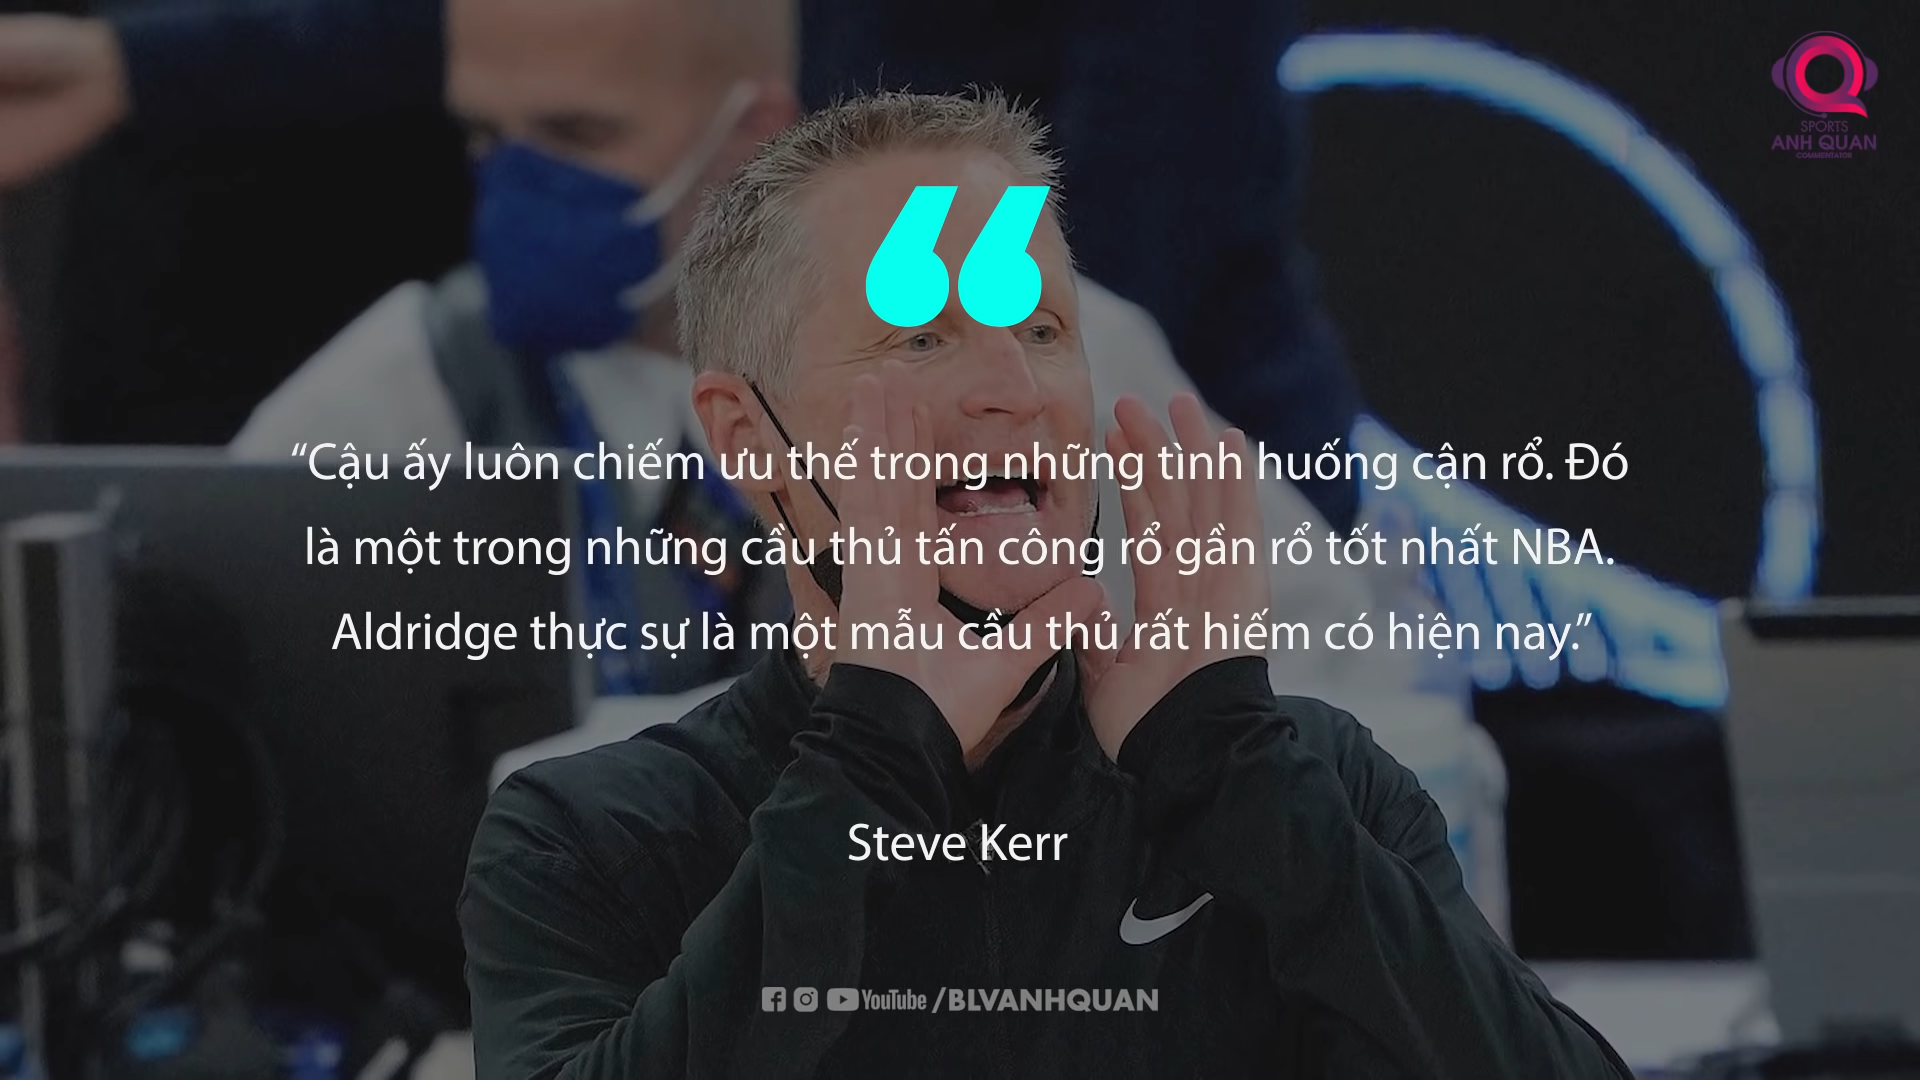 SPORTS
ANH QUAN
COMMENTATOR
“Cậu ấy luôn chiếm ưu thế trong những tình huống cận rổ. Đó
là một trong những cầu thủ tấn công rổ gần rổ tốt nhất NBA.
Aldridge thực sự là một mẫu cầu thủ rất hiếm có hiện nay.”
Steve Kerr
YouTube /BLVANHQUAN